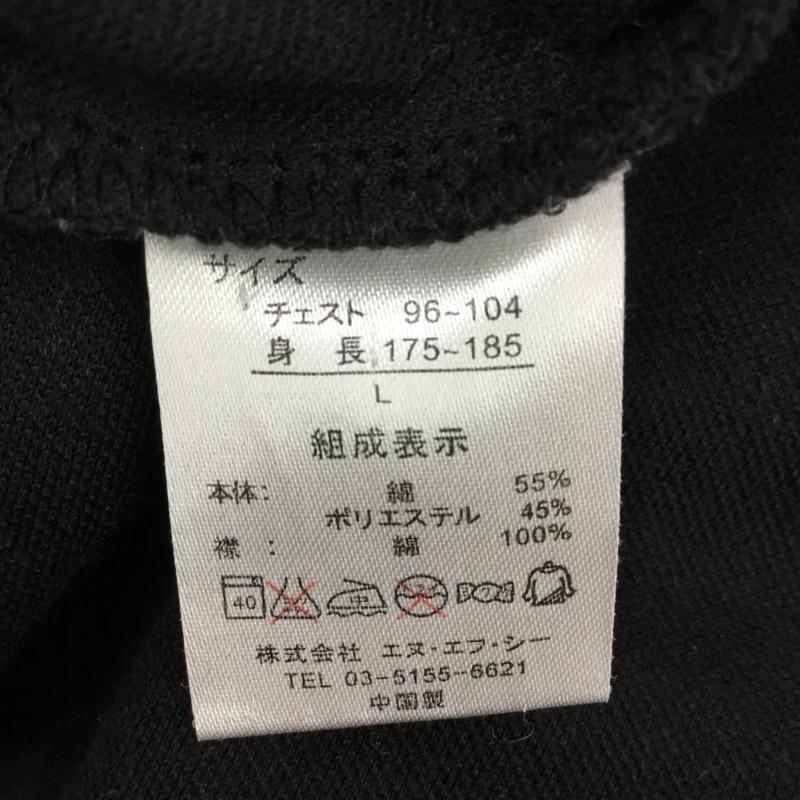 サイズ
チェスト 96~104
身 長 175~185
L
組成表示
本体: 綿 55%
ポリエステル 45%
襟 : 綿 100%
40 中
株式会社 エヌ・エフ・シー
TEL 03-5155-6621
中国製